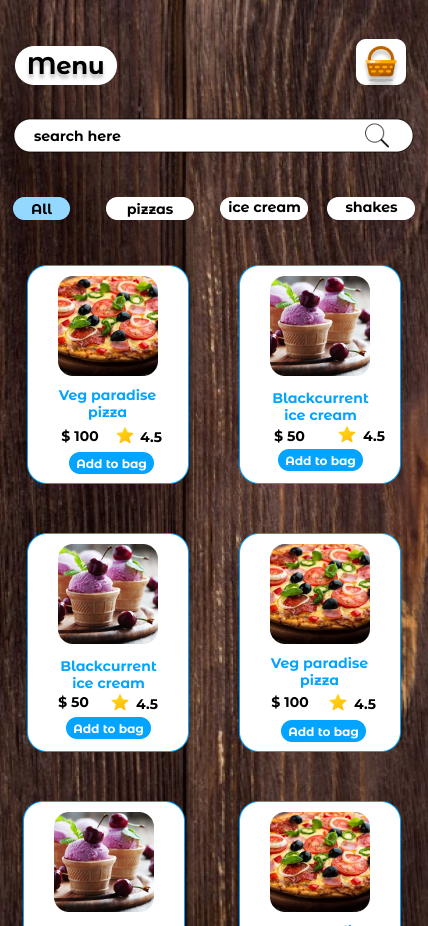 Menu
search here
All
pizzas
ice cream
shakes
Veg paradise
pizza
$ 100
4.5
Add to bag
Blackcurrent
ice cream
$ 50
4.5
Add to bag
Blackcurrent
ice cream
$ 50
4.5
Add to bag
Veg paradise
pizza
$ 100
4.5
Add to bag